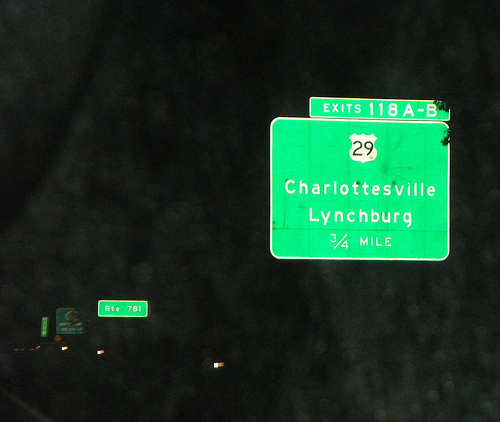 EXITS 118 A-B
29
Charlottesville
Lynchburg
3/4 MILE
Rte 781